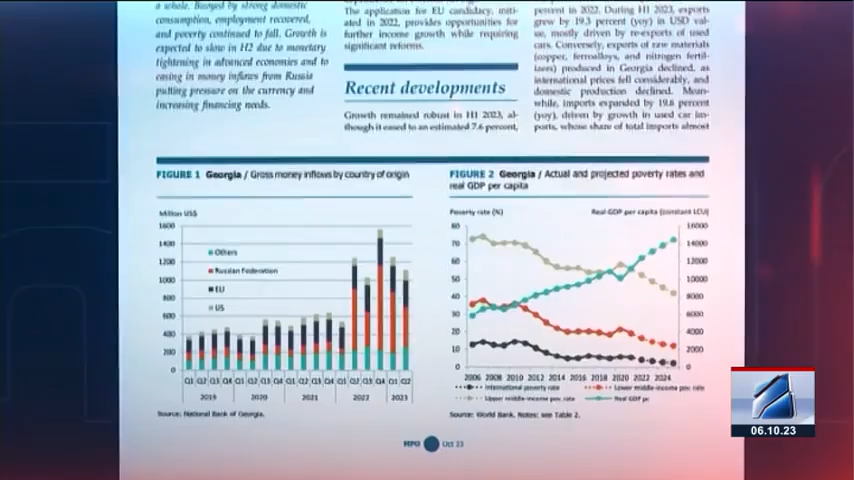 a whole. Buoyed by strong domestic
consumption, employment recovered,
and poverty continued to fall. Growth is
expected to slow in H2 due to monetary
tightening in advanced economies and to
easing in money inflows from Russia
putting pressure on the currency and
increasing financing needs.
The application for EU candidacy, initi-
ated in 2022, provides opportunities for
further income growth while requiring
significant reforms.
Recent developments
Growth remained robust in H1 2023, al-
though it eased to an estimated 7.6 percent,
percent in 2022. During H1 2023, exports
grew by 19.3 percent (yoy) in USD val-
ue, mostly driven by re-exports of used
cars. Conversely, exports of raw materials
(copper, ferroalloys, and nitrogen fertil-
izers) produced in Georgia declined, as
international prices fell considerably, and
domestic production declined. Mean-
while, imports expanded by 19.6 percent
(yoy), driven by growth in used car im-
ports, whose share of total imports almost
FIGURE 1 Georgia / Gross money inflows by country of origin
Million US$
1600
1400
1200
1000
800
600
400
200
0
Others
Russian Federation
EU
US
Q1 Q2 Q3 Q4 Q1 Q2 Q3 Q4 Q1 Q2 Q3 Q4 Q1 Q2 Q3 Q4 Q1 Q2
2019 2020 2021 2022 2023
Source: National Bank of Georgia.
FIGURE 2 Georgia / Actual and projected poverty rates and
real GDP per capita
Poverty rate (%) Real GDP per capita (constant LCU)
80 16000
70 14000
60 12000
50 10000
40 8000
30 6000
20 4000
10 2000
0 0
2006 2008 2010 2012 2014 2016 2018 2020 2022 2024
International poverty rate Lower middle-income pov. rate
Upper middle-income pov. rate Real GDP pc
Source: World Bank. Notes: see Table 2.
MPO Oct 23
06.10.23